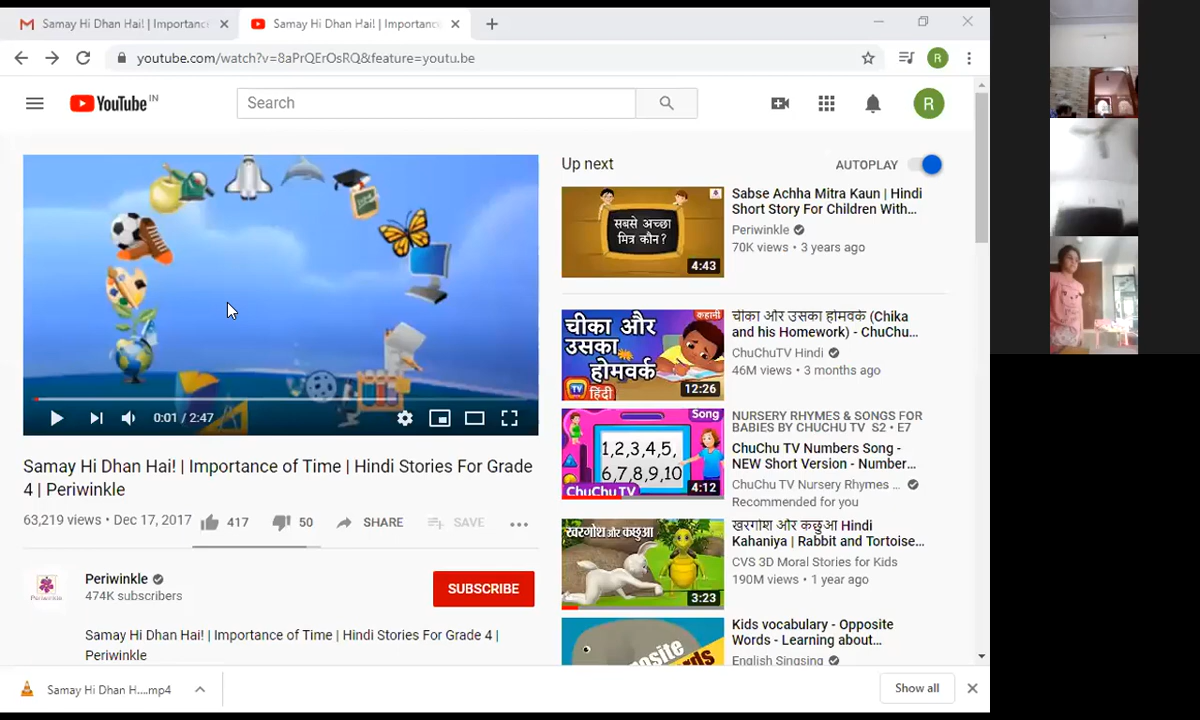 Samay Hi Dhan Hai! | Importance
Samay Hi Dhan Hai! | Importance
youtube.com/watch?v=8aPrQErOsRQ&feature=youtu.be
R
YouTube IN
Search
R
Up next
AUTOPLAY
सबसे अच्छा
मित्र कौन?
4:43
Sabse Achha Mitra Kaun | Hindi
Short Story For Children With...
Periwinkle
70K views • 3 years ago
कहानी
चीका और
उसका
होमवर्क
TV
हिंदी
12:26
चीका और उसका होमवर्क (Chika
and his Homework) - ChuChu...
ChuChuTV Hindi
46M views • 3 months ago
Song
1,2,3,4,5,
6,7,8,9,10
ChuChu TV
4:12
NURSERY RHYMES & SONGS FOR
BABIES BY CHUCHU TV S2 • E7
ChuChu TV Numbers Song -
NEW Short Version - Number...
ChuChu TV Nursery Rhymes ...
Recommended for you
खरगोश और कछुआ
3:23
खरगोश और कछुआ Hindi
Kahaniya | Rabbit and Tortoise...
CVS 3D Moral Stories for Kids
190M views • 1 year ago
Kids vocabulary - Opposite
Words - Learning about...
English Singsing
0:01 / 2:47
Samay Hi Dhan Hai! | Importance of Time | Hindi Stories For Grade
4 | Periwinkle
63,219 views • Dec 17, 2017
417
50
SHARE
SAVE
Periwinkle
Periwinkle
474K subscribers
SUBSCRIBE
Samay Hi Dhan Hai! | Importance of Time | Hindi Stories For Grade 4 |
Periwinkle
Samay Hi Dhan H....mp4
Show all